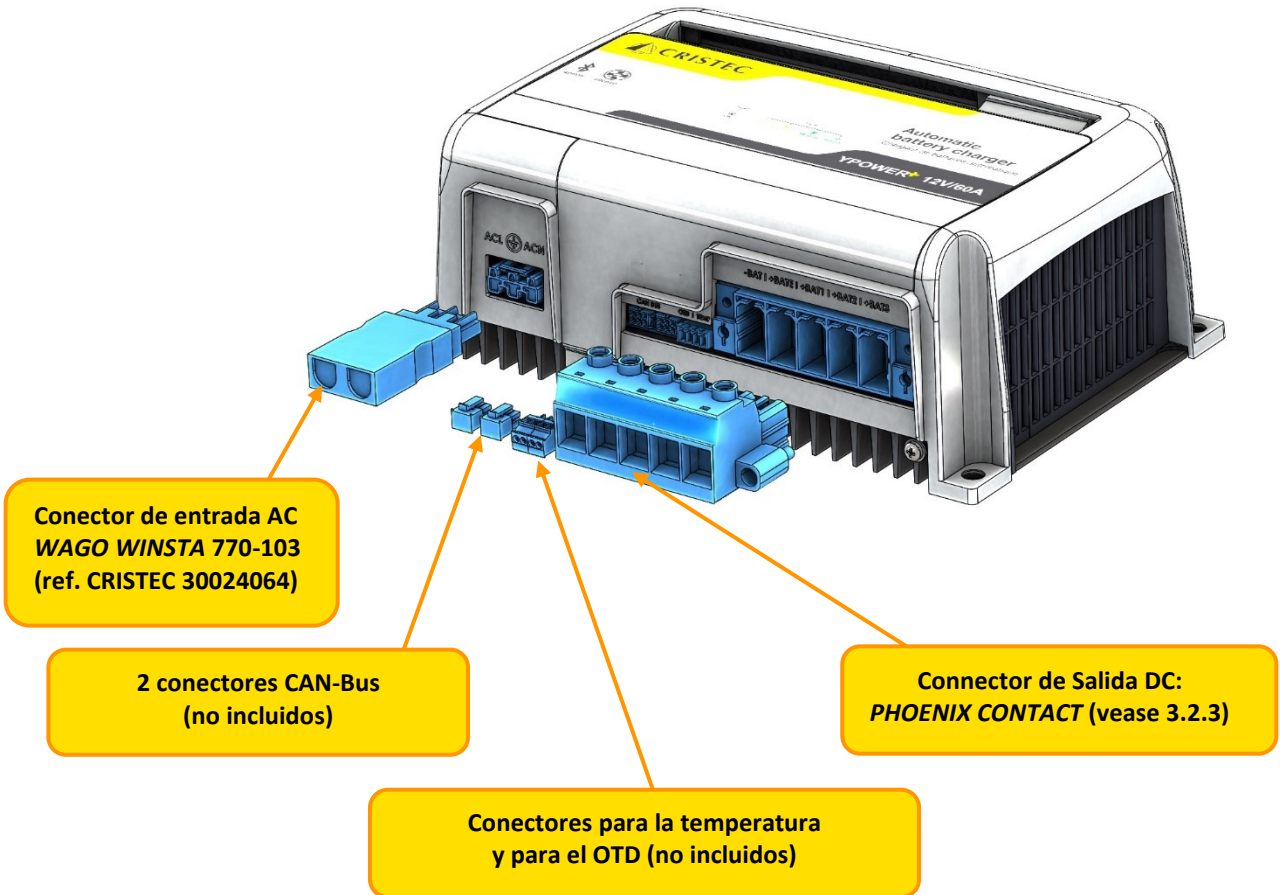 CRISTEC
Automatic
battery charger
YPOWER+ 12V/60A
ACL ACN
-BAT I +BATE I +BAT1 I +BAT2 I +BAT3
CAN BUS
Conector de entrada AC
WAGO WINSTA 770-103
(ref. CRISTEC 30024064)
2 conectores CAN-Bus
(no incluidos)
Connector de Salida DC:
PHOENIX CONTACT (vease 3.2.3)
Conectores para la temperatura
y para el OTD (no incluidos)